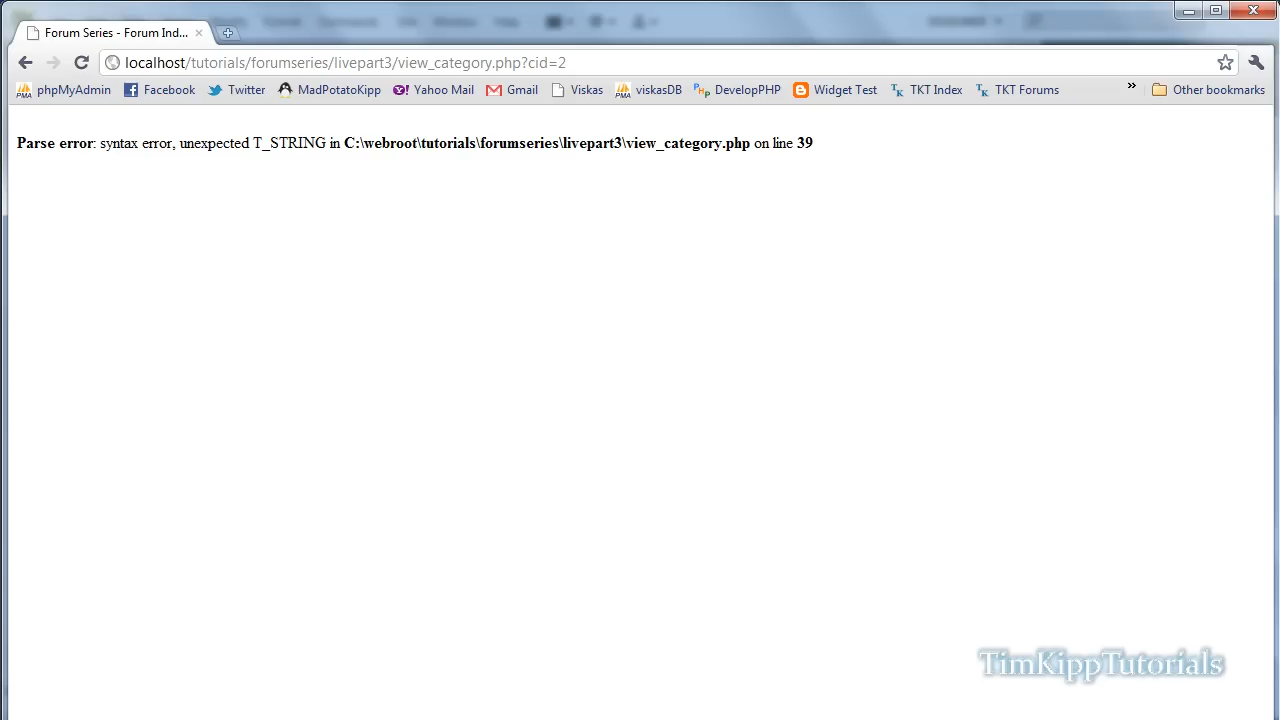 Forum Series - Forum Ind...
localhost/tutorials/forumseries/livepart3/view_category.php?cid=2
phpMyAdmin Facebook Twitter MadPotatoKipp Yahoo Mail Gmail Viskas viskasDB DevelopPHP Widget Test TKT Index TKT Forums » Other bookmarks
Parse error: syntax error, unexpected T_STRING in C:\webroot\tutorials\forumseries\livepart3\view_category.php on line 39
TimKippTutorials